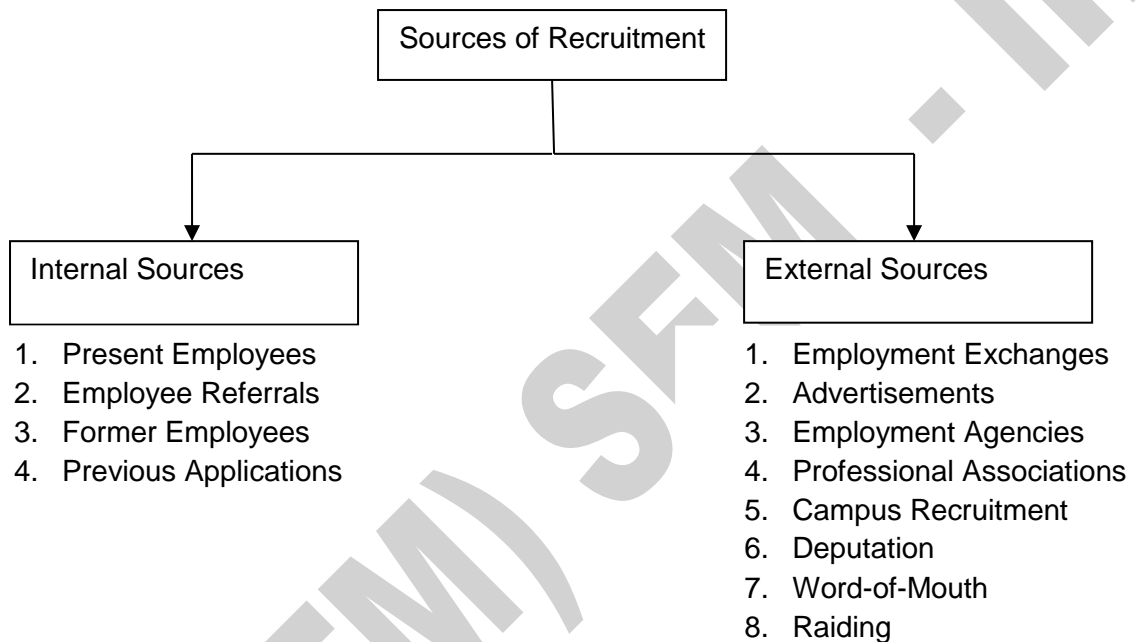 Sources of Recruitment
Internal Sources
1. Present Employees
2. Employee Referrals
3. Former Employees
4. Previous Applications
External Sources
1. Employment Exchanges
2. Advertisements
3. Employment Agencies
4. Professional Associations
5. Campus Recruitment
6. Deputation
7. Word-of-Mouth
8. Raiding